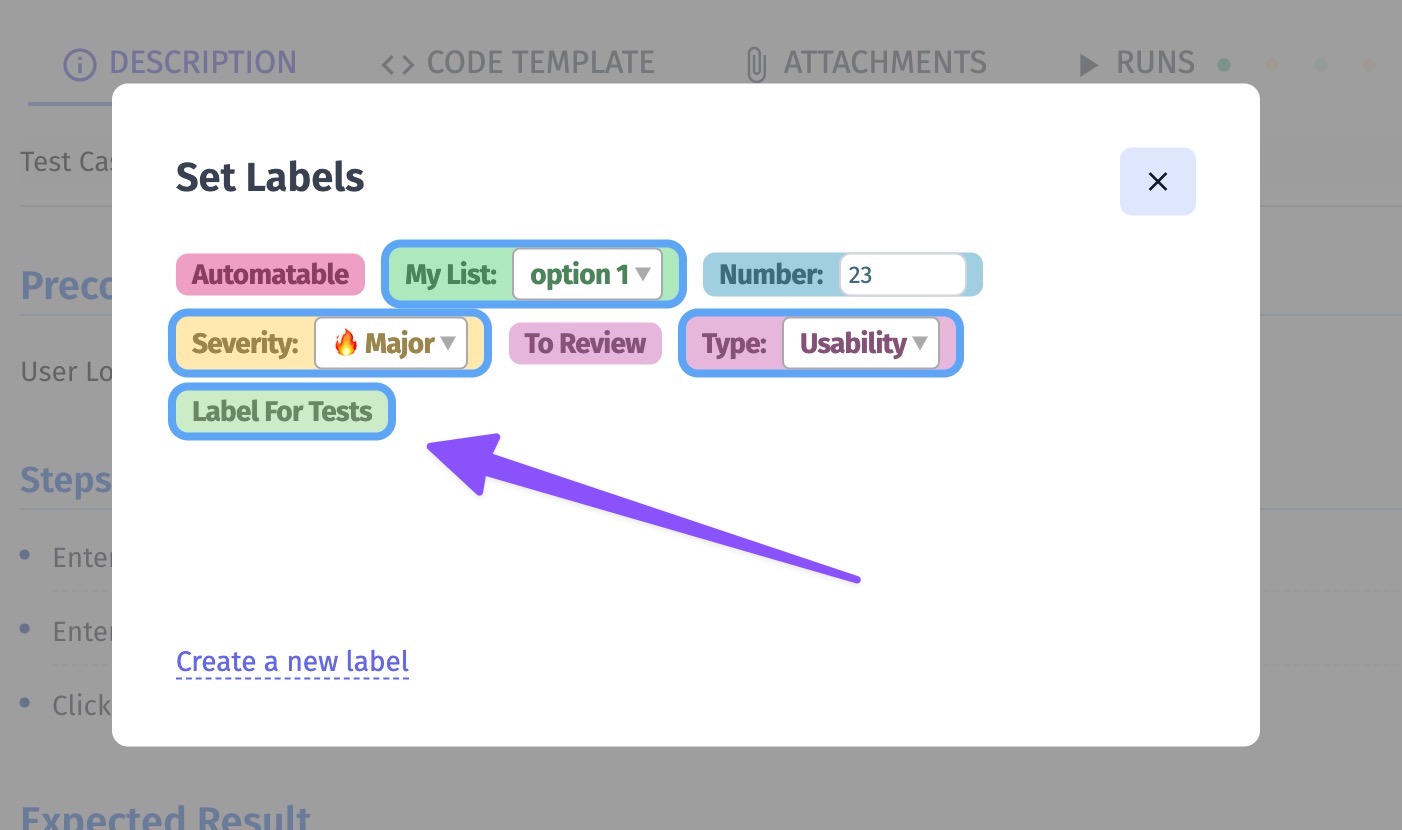 DESCRIPTION CODE TEMPLATE ATTACHMENTS RUNS
Test Cas
Set Labels
Preco
Automatable My List: option 1 Number: 23
Severity: 🔥 Major To Review Type: Usability
User Lo
Label For Tests
Steps
Enter
Enter
Create a new label
Click
Expected Result